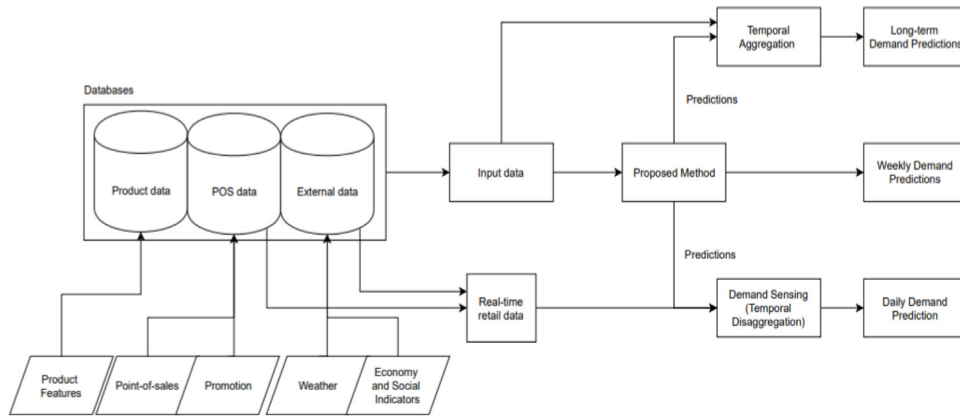 Temporal
Aggregation
Long-term
Demand Predictions
Databases
Predictions
Product data
POS data
External data
Input data
Proposed Method
Weekly Demand
Predictions
Predictions
Real-time
retail data
Demand Sensing
(Temporal
Disaggregation)
Daily Demand
Prediction
Product
Features
Point-of-sales
Promotion
Weather
Economy
and Social
Indicators